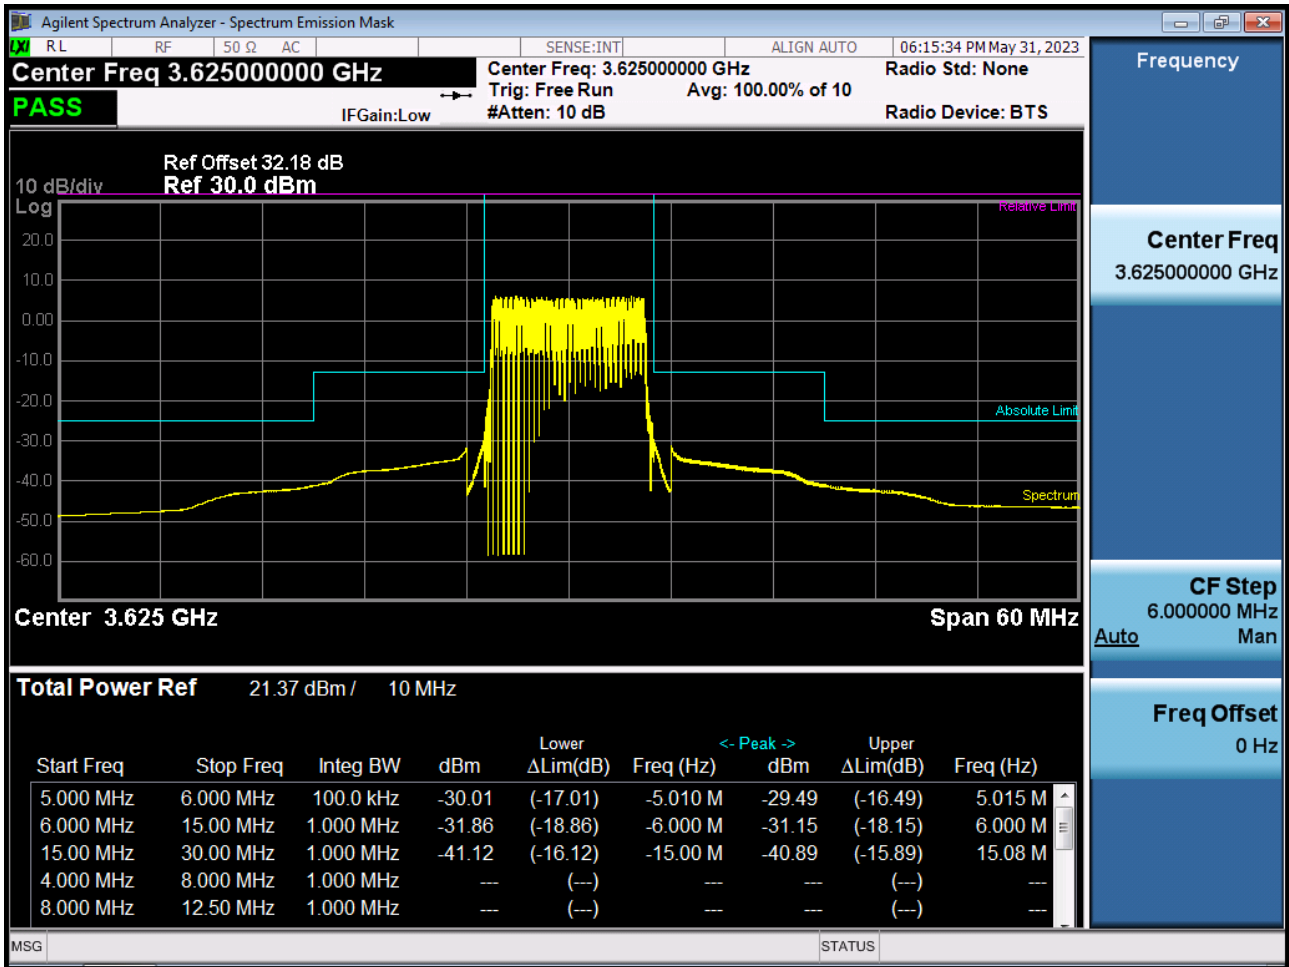 Agilent Spectrum Analyzer - Spectrum Emission Mask
LXI RL RF 50 Ω AC SENSE:INT ALIGN AUTO 06:15:34 PM May 31, 2023
Center Freq 3.625000000 GHz
Center Freq: 3.625000000 GHz
Radio Std: None
Trig: Free Run Avg: 100.00% of 10
PASS
IFGain:Low
#Atten: 10 dB
Radio Device: BTS
Ref Offset 32.18 dB
10 dB/div Ref 30.0 dBm
Log
Relative Limit
20.0
10.0
0.00
-10.0
-20.0
Absolute Limit
-30.0
-40.0
Spectrum
-50.0
-60.0
Center 3.625 GHz Span 60 MHz
Total Power Ref 21.37 dBm / 10 MHz
Lower <- Peak -> Upper
Start Freq Stop Freq Integ BW dBm ΔLim(dB) Freq (Hz) dBm ΔLim(dB) Freq (Hz)
5.000 MHz 6.000 MHz 100.0 kHz -30.01 (-17.01) -5.010 M -29.49 (-16.49) 5.015 M
6.000 MHz 15.00 MHz 1.000 MHz -31.86 (-18.86) -6.000 M -31.15 (-18.15) 6.000 M
15.00 MHz 30.00 MHz 1.000 MHz -41.12 (-16.12) -15.00 M -40.89 (-15.89) 15.08 M
4.000 MHz 8.000 MHz 1.000 MHz --- (---) --- --- (---) ---
8.000 MHz 12.50 MHz 1.000 MHz --- (---) --- --- (---) ---
MSG STATUS
Frequency
Center Freq
3.625000000 GHz
CF Step
6.000000 MHz
Auto Man
Freq Offset
0 Hz